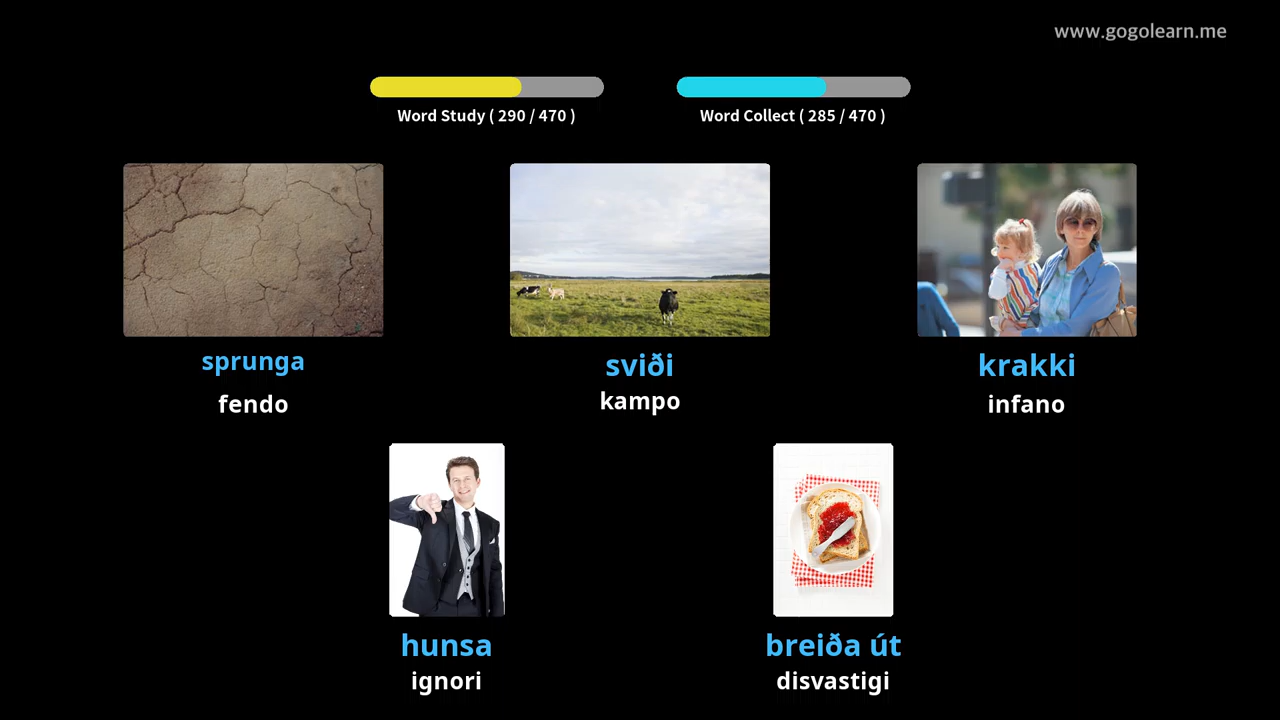 www.gogolearn.me
Word Study ( 290 / 470 )
Word Collect ( 285 / 470 )
sprunga
fendo
sviði
kampo
krakki
infano
hunsa
ignori
breiða út
disvastigi